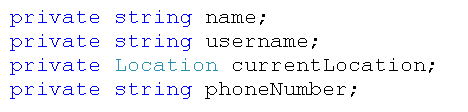 private string name;
private string username;
private Location currentLocation;
private string phoneNumber;